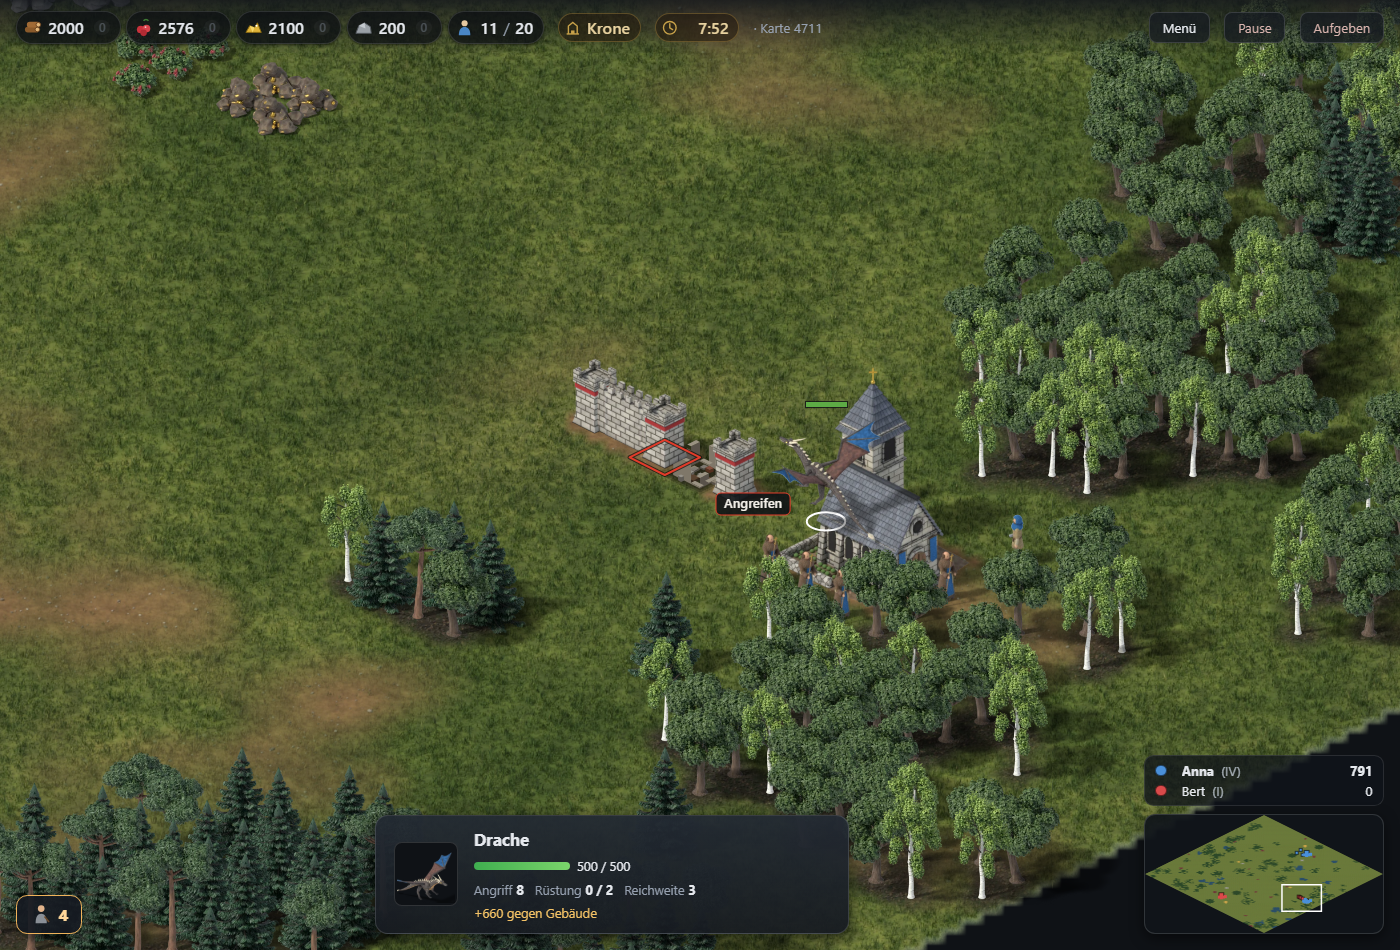 2000 0
2576 0
2100 0
200 0
11 / 20
Krone
7:52
· Karte 4711
Menü
Pause
Aufgeben
Angreifen
Anna (IV) 791
Bert (I) 0
Drache
500 / 500
Angriff 8 Rüstung 0 / 2 Reichweite 3
+660 gegen Gebäude
4